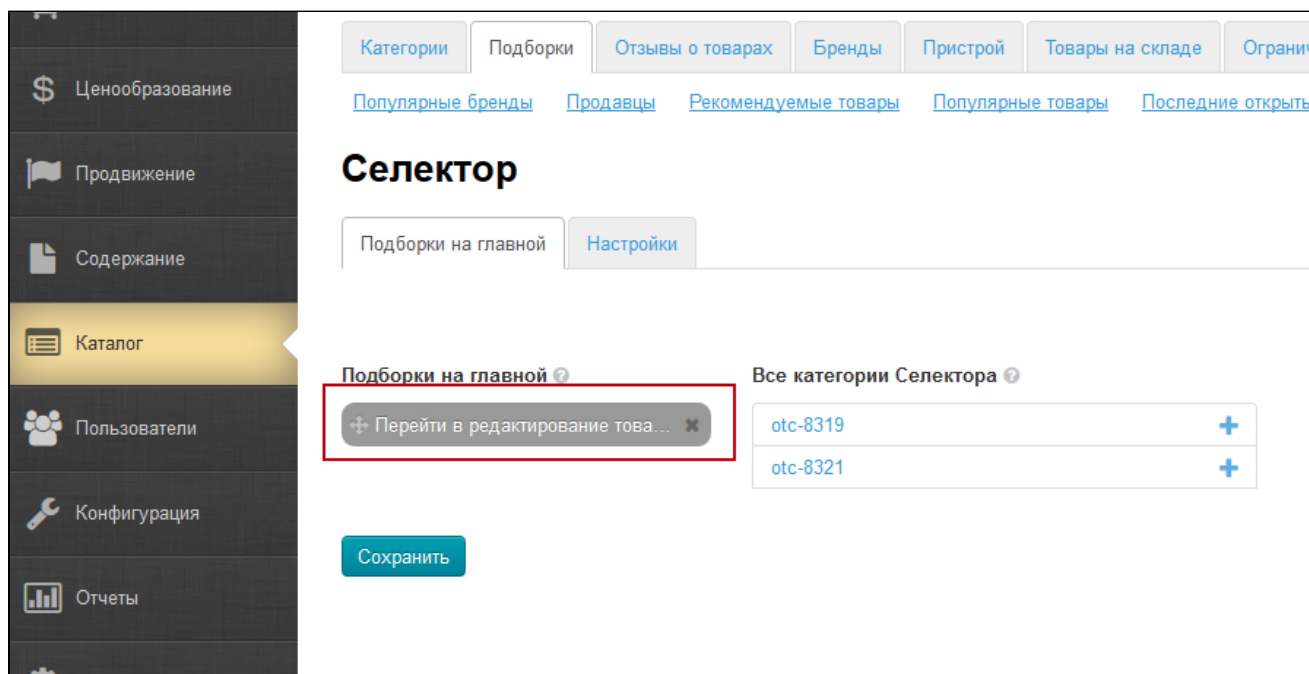 Категории Подборки Отзывы о товарах Бренды Пристрой Товары на складе
Популярные бренды Продавцы Рекомендуемые товары Популярные товары Последние
Ценообразование
Продвижение
Содержание
Каталог
Пользователи
Конфигурация
Отчеты
Селектор
Подборки на главной Настройки
Подборки на главной
Перейти в редактирование това...
Все категории Селектора
otc-8319
otc-8321
Сохранить